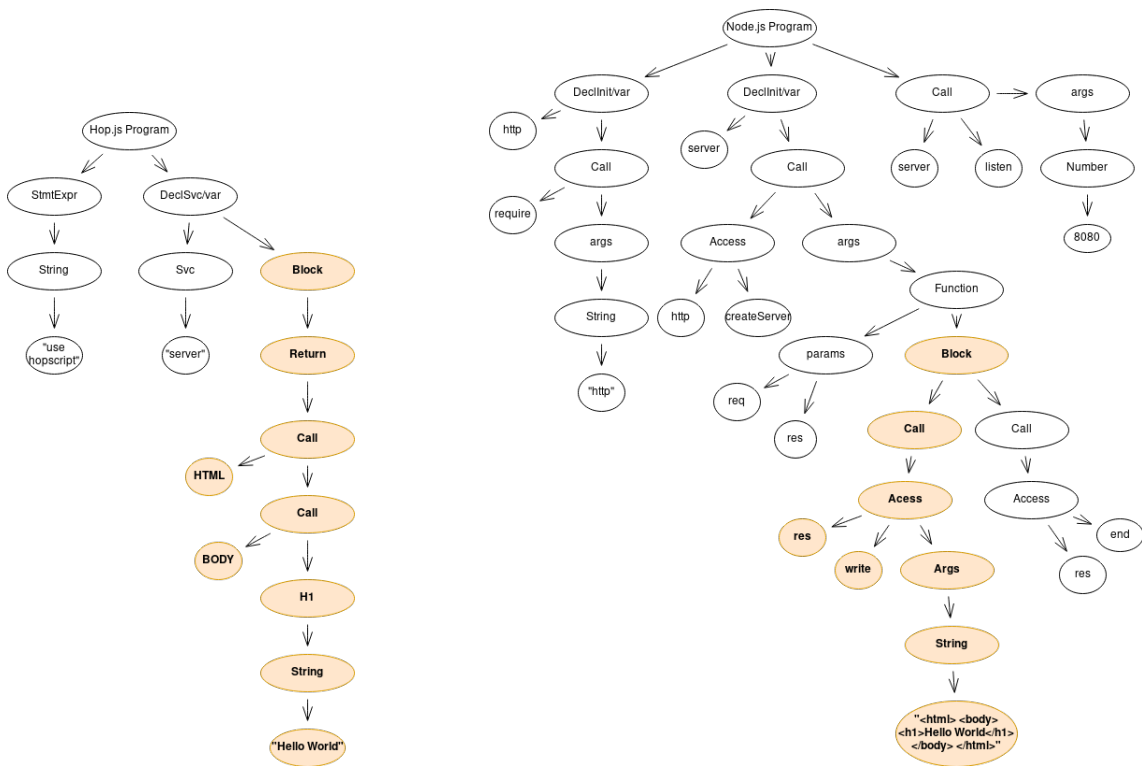 Hop.js Program
StmtExpr
DeclSvc/var
String
Svc
Block
"use
hopscript"
"server"
Return
Call
HTML
Call
BODY
H1
String
"Hello World"
Node.js Program
DeclInit/var
DeclInit/var
Call
args
http
server
server
listen
Number
Call
Call
8080
require
args
Access
args
String
http
createServer
Function
"http"
params
Block
req
res
Call
Call
Acess
Access
res
write
Args
end
res
String
"<html> <body>
<h1>Hello World</h1>
</body> </html>"